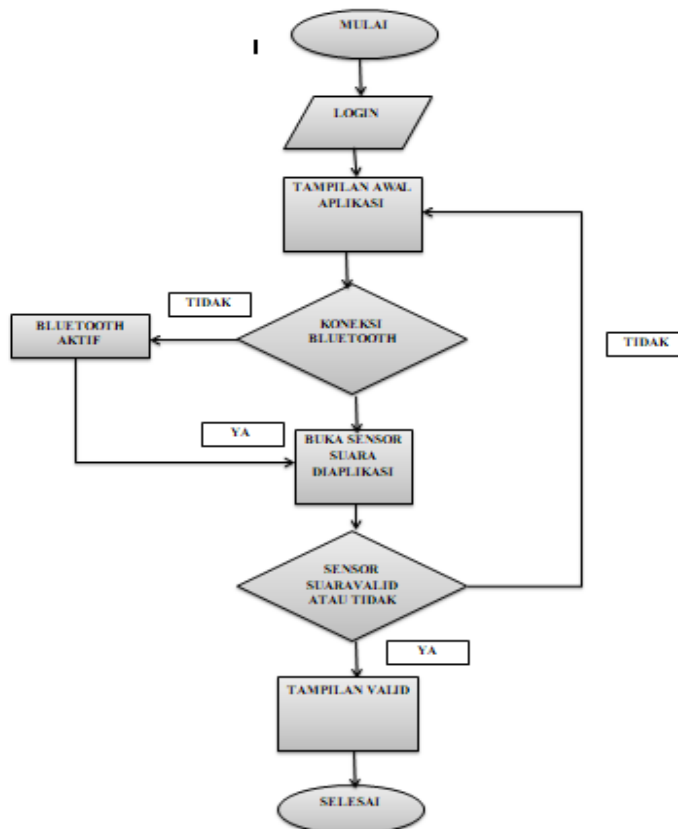 MULAI
LOGIN
TAMPILAN AWAL
APLIKASI
TIDAK
KONEKSI
BLUETOOTH
BLUETOOTH
AKTIF
TIDAK
YA
BUKA SENSOR
SUARA
DIAPLIKASI
SENSOR
SUARAVALID
ATAU TIDAK
YA
TAMPILAN VALID
SELESAI